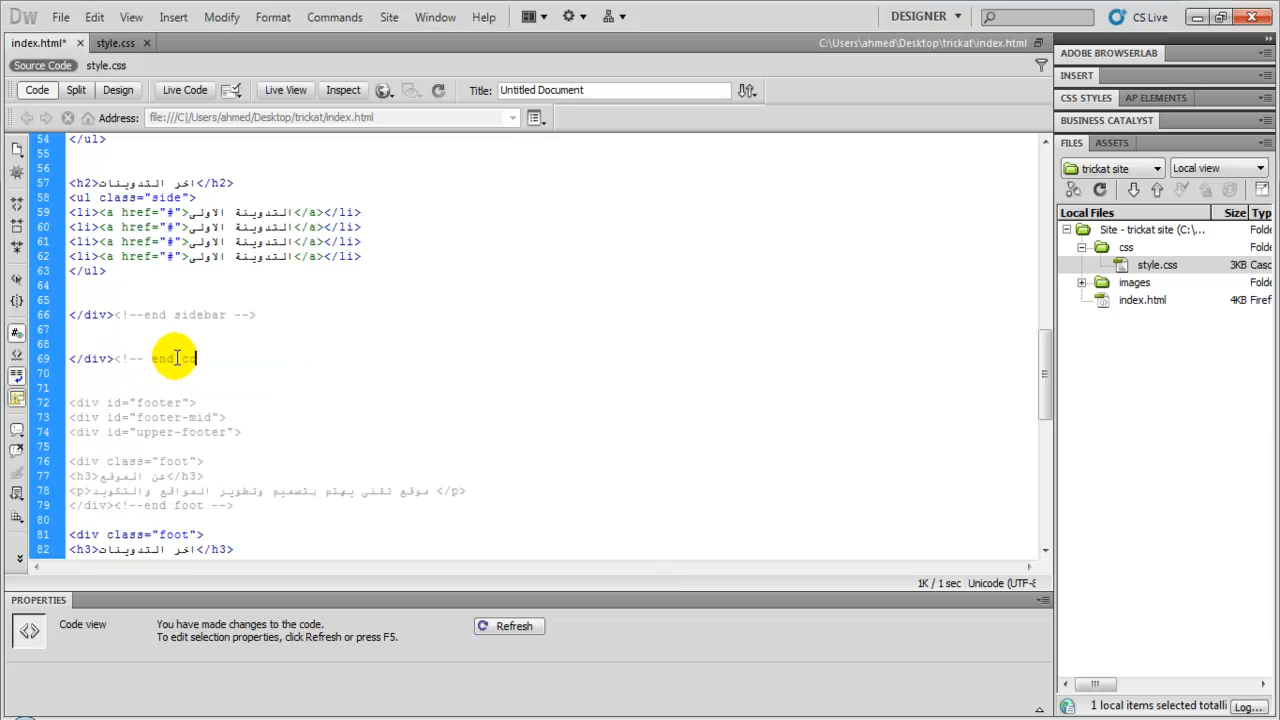 Dw File Edit View Insert Modify Format Commands Site Window Help DESIGNER CS Live
index.html* style.css C:\Users\ahmed\Desktop\trickat\index.html
Source Code style.css
Code Split Design Live Code Live View Inspect Title: Untitled Document
Address: file:///C|/Users/ahmed/Desktop/trickat/index.html
54 </ul>
55
56
57 <h2>اخر التدوينات</h2>
58 <ul class="side">
59 <li><a href="#">التدوينة الاولى</a></li>
60 <li><a href="#">التدوينة الاولى</a></li>
61 <li><a href="#">التدوينة الاولى</a></li>
62 <li><a href="#">التدوينة الاولى</a></li>
63 </ul>
64
65
66 </div><!--end sidebar -->
67
68
69 </div><!-- end co
70
71
72 <div id="footer">
73 <div id="footer-mid">
74 <div id="upper-footer">
75
76 <div class="foot">
77 <h3>عن الموقع</h3>
78 <p>موقع تقنى يهتم بتصميم وتطوير المواقع والتكويد </p>
79 </div><!--end foot -->
80
81 <div class="foot">
82 <h3>اخر التدوينات</h3>
1K / 1 sec Unicode (UTF-8
PROPERTIES
Code view You have made changes to the code. Refresh
To edit selection properties, click Refresh or press F5.
ADOBE BROWSERLAB
INSERT
CSS STYLES AP ELEMENTS
BUSINESS CATALYST
FILES ASSETS
trickat site Local view
Local Files Size Typ
Site - trickat site (C:\... Folde
css Folde
style.css 3KB Casc
images Folde
index.html 4KB Firef
1 local items selected totalli Log...